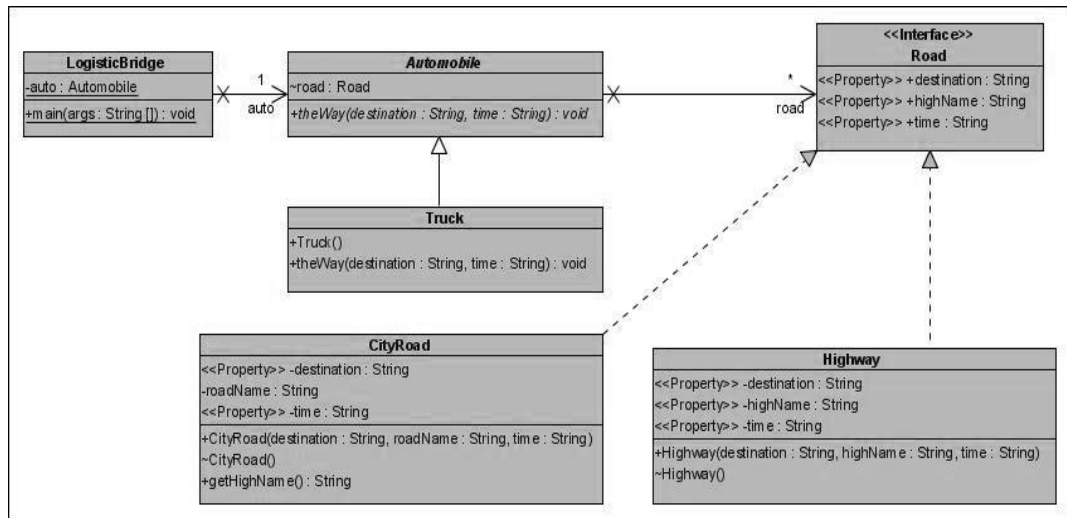 LogisticBridge
-auto : Automobile
+main(args : String []) : void
1
auto
Automobile
~road : Road
+theWay(destination : String, time : String) : void
*
road
<<Interface>>
Road
<<Property>> +destination : String
<<Property>> +highName : String
<<Property>> +time : String
Truck
+Truck()
+theWay(destination : String, time : String) : void
CityRoad
<<Property>> -destination : String
-roadName : String
<<Property>> -time : String
+CityRoad(destination : String, roadName : String, time : String)
~CityRoad()
+getHighName() : String
Highway
<<Property>> -destination : String
<<Property>> -highName : String
<<Property>> -time : String
+Highway(destination : String, highName : String, time : String)
~Highway()